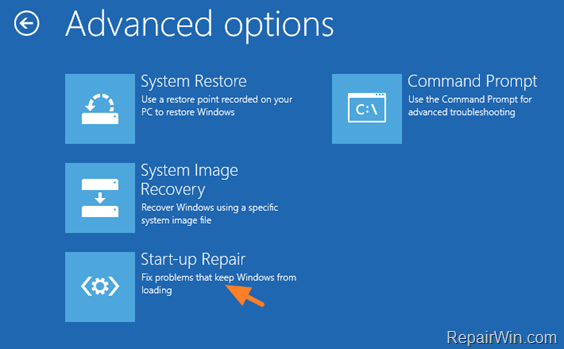 Advanced options
System Restore
Use a restore point recorded on your
PC to restore Windows
Command Prompt
Use the Command Prompt for
advanced troubleshooting
C:\
System Image
Recovery
Recover Windows using a specific
system image file
Start-up Repair
Fix problems that keep Windows from
loading
RepairWin.com